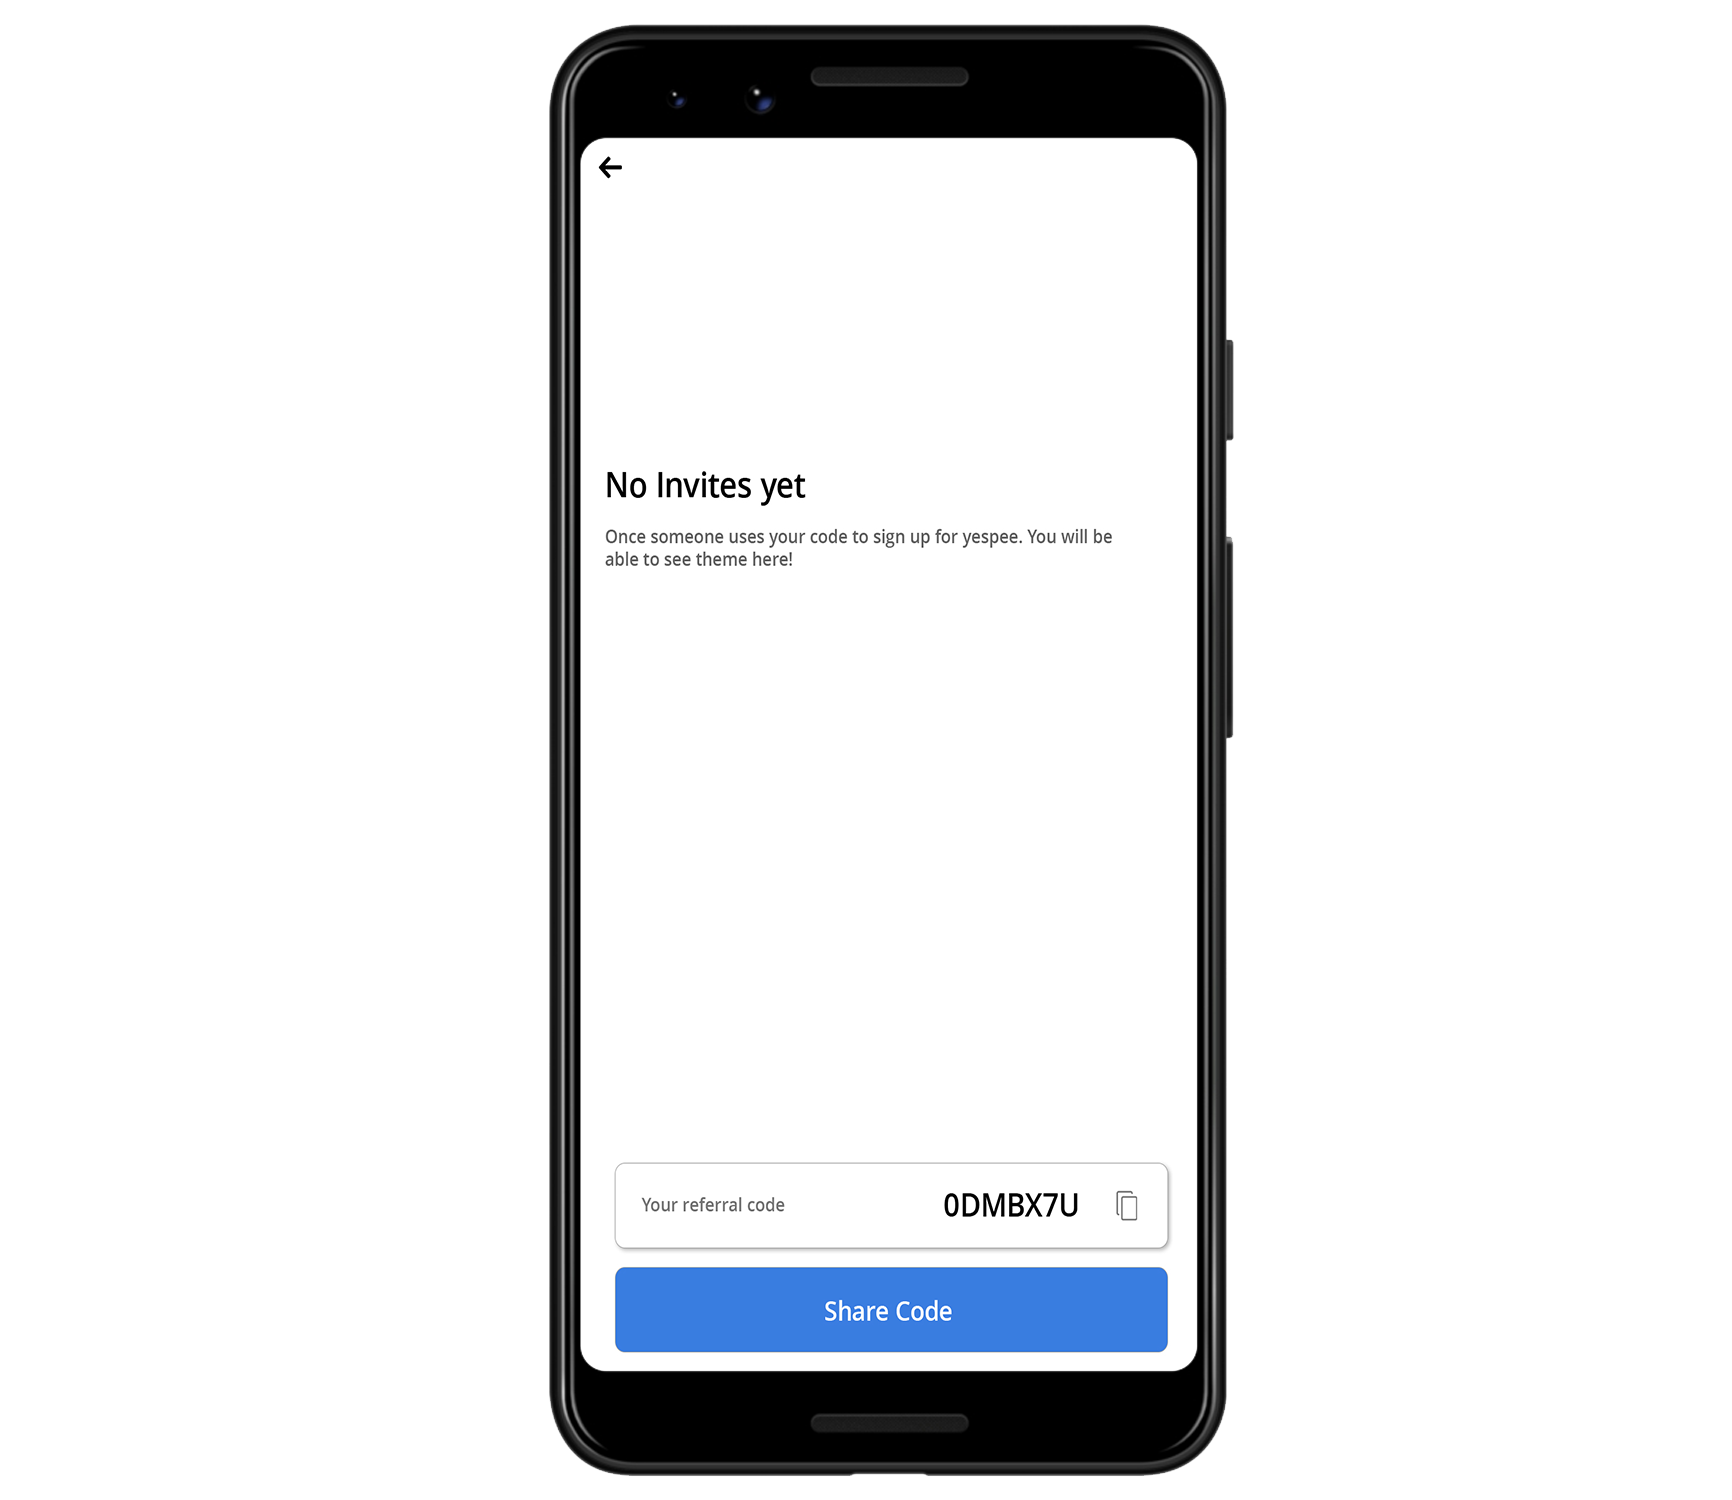 No Invites yet
Once someone uses your code to sign up for yespee. You will be
able to see theme here!
Your referral code 0DMBX7U
Share Code